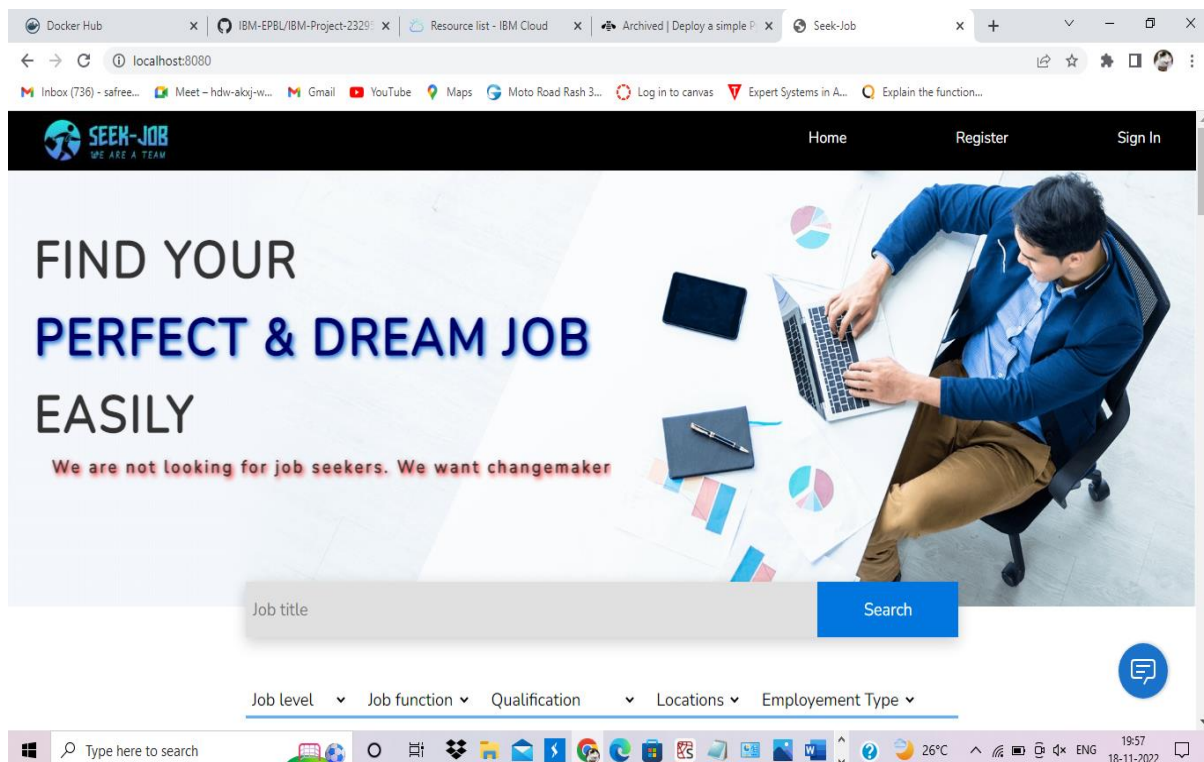 Docker Hub
IBM-EPBL/IBM-Project-2329
Resource list - IBM Cloud
Archived | Deploy a simple P
Seek-Job
localhost:8080
Inbox (736) - safree...
Meet – hdw-akxj-w...
Gmail
YouTube
Maps
Moto Road Rash 3...
Log in to canvas
Expert Systems in A...
Explain the function...
SEEK-JOB
WE ARE A TEAM
Home
Register
Sign In
FIND YOUR
PERFECT & DREAM JOB
EASILY
We are not looking for job seekers. We want changemaker
Job title
Search
Job level
Job function
Qualification
Locations
Employement Type
Type here to search
26°C
ENG
19:57
18-11-2022